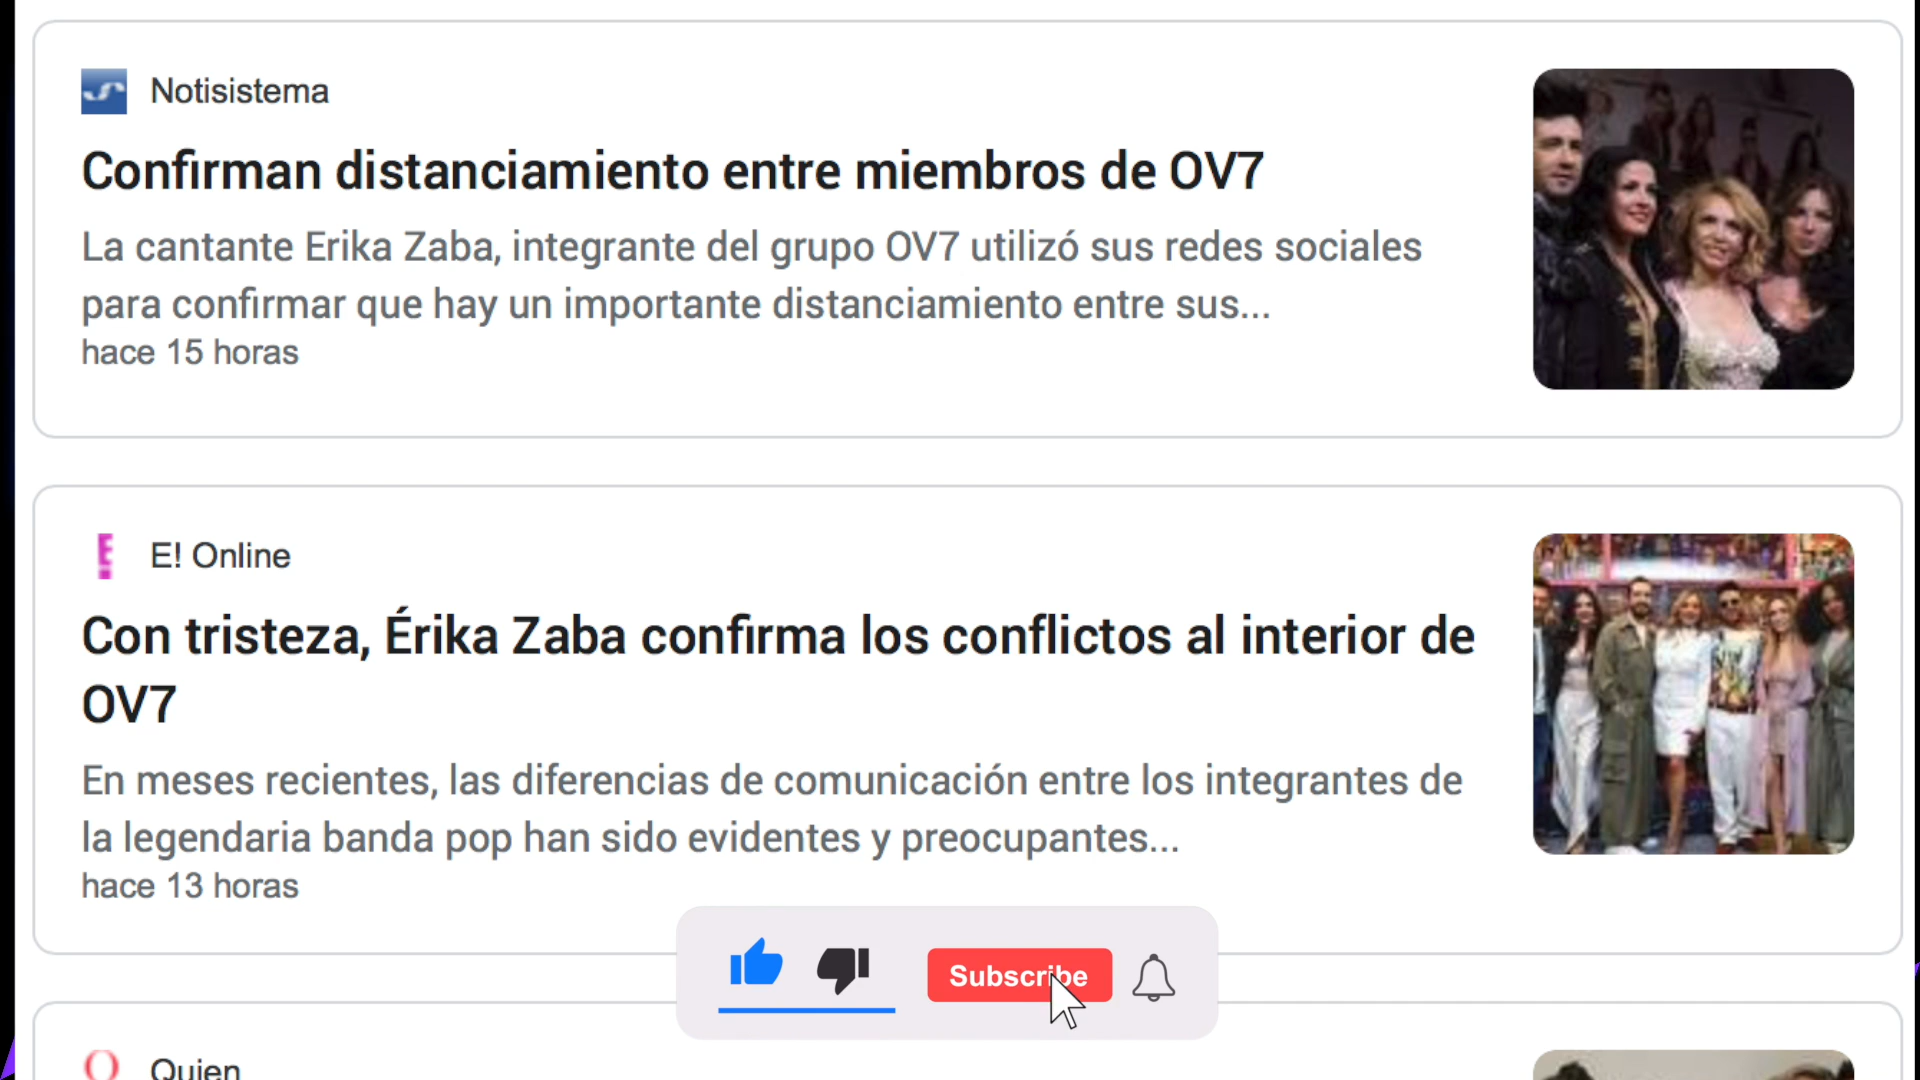 Notisistema
Confirman distanciamiento entre miembros de OV7
La cantante Erika Zaba, integrante del grupo OV7 utilizó sus redes sociales
para confirmar que hay un importante distanciamiento entre sus...
hace 15 horas
E! Online
Con tristeza, Érika Zaba confirma los conflictos al interior de
OV7
En meses recientes, las diferencias de comunicación entre los integrantes de
la legendaria banda pop han sido evidentes y preocupantes...
hace 13 horas
Subscribe
Quien